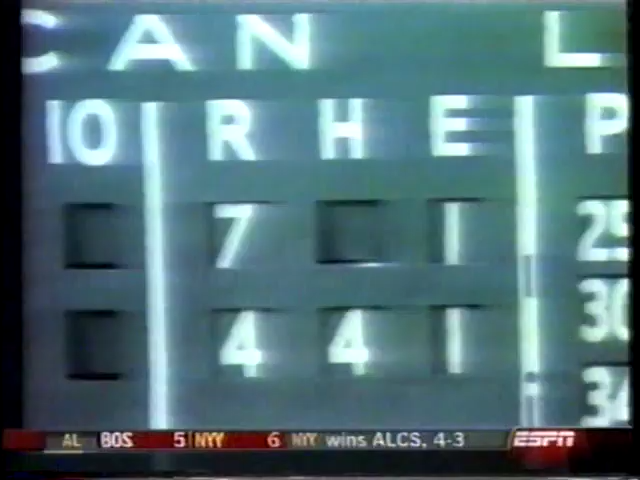 CAN L
10 R H E P
7 1 25
4 4 1 30
34
AL BOS 5 NYY 6 NYY wins ALCS, 4-3 ESPN